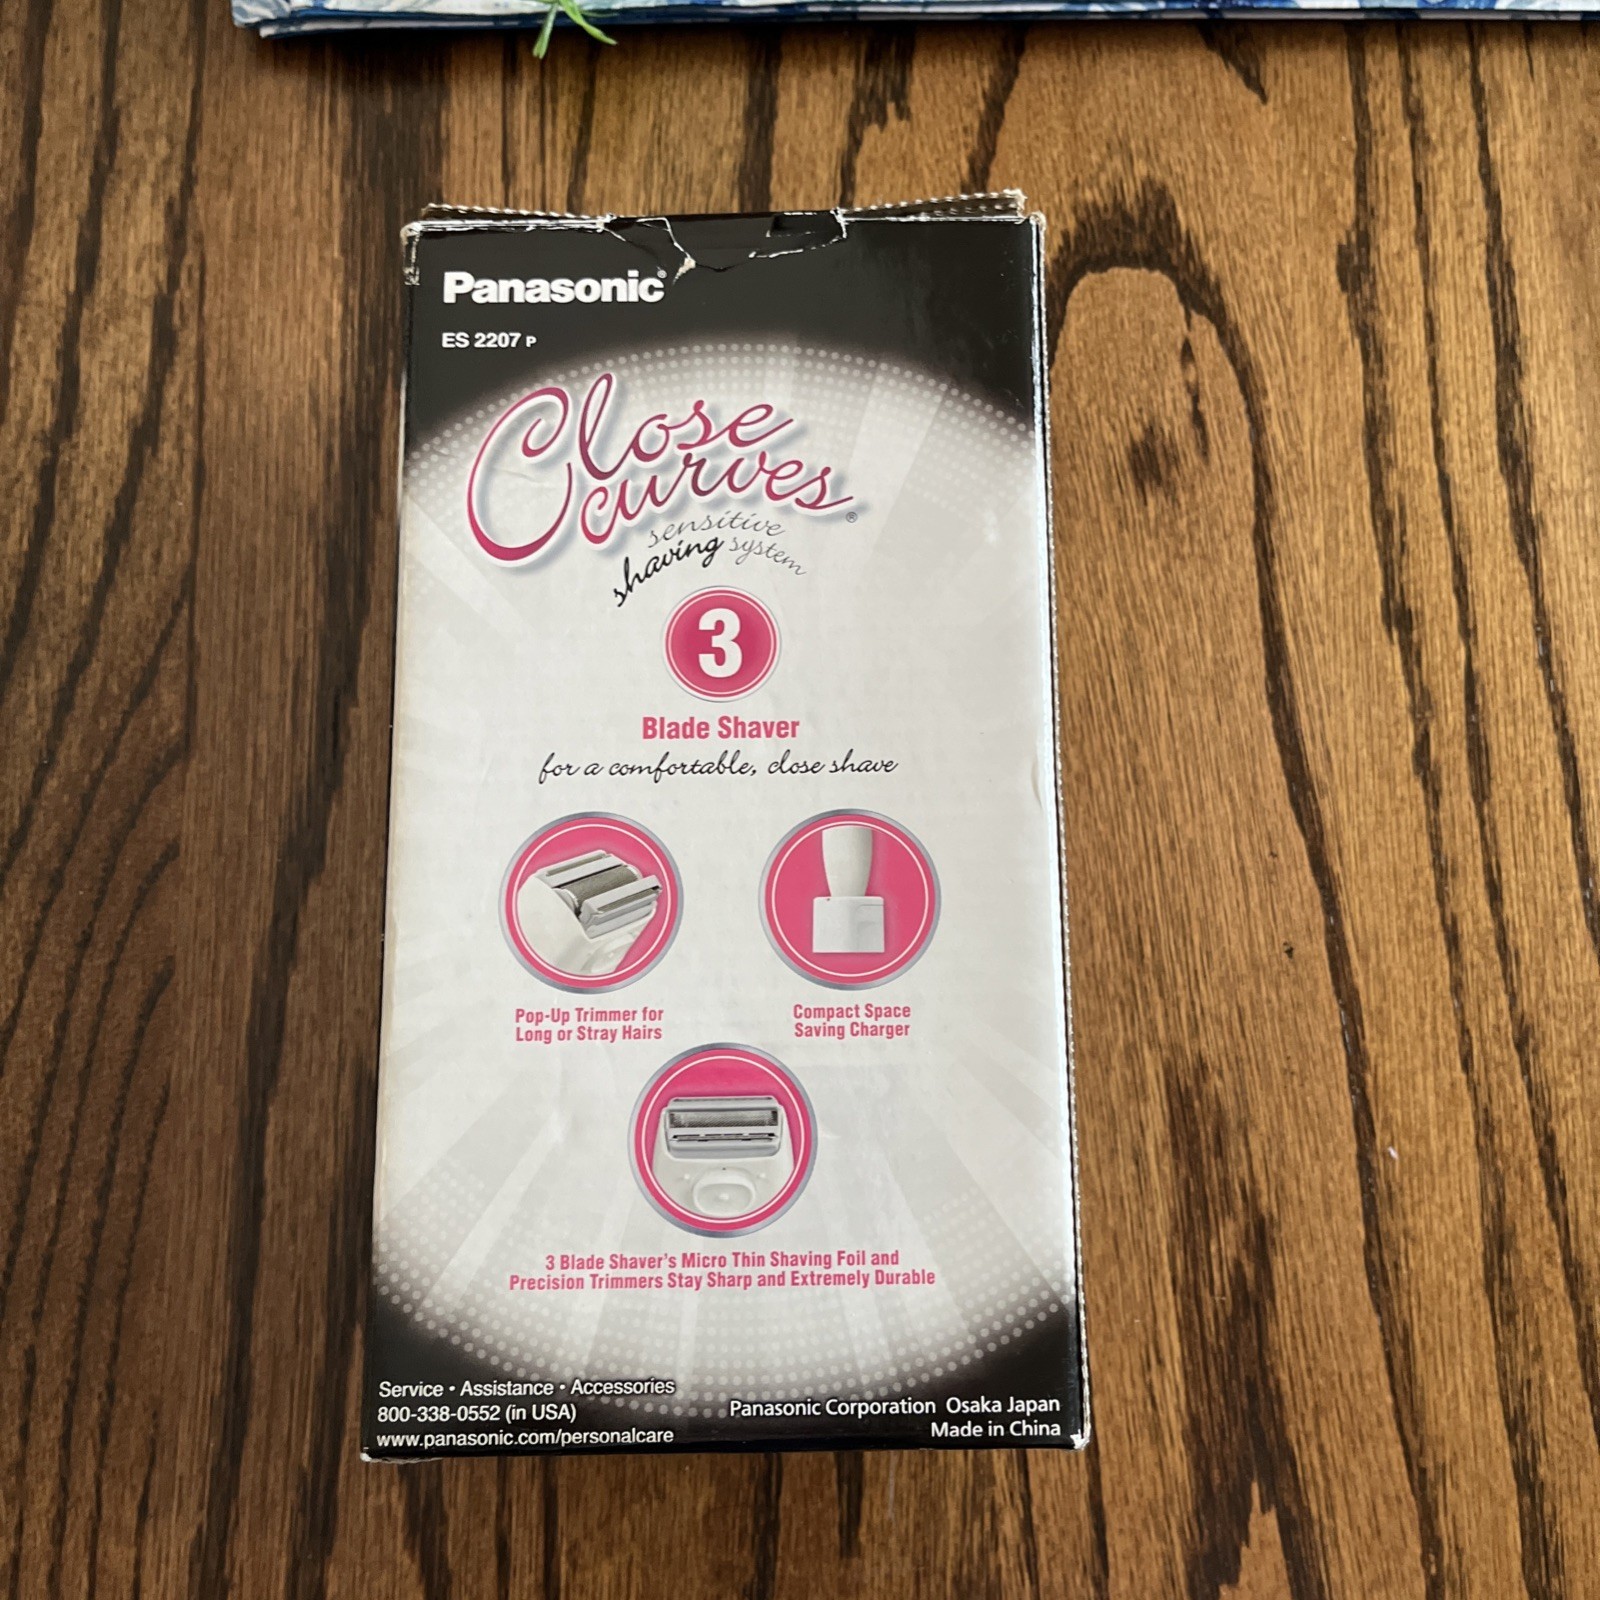 Panasonic®
ES 2207 P
Close
curves®
sensitive
shaving system
3
Blade Shaver
for a comfortable, close shave
Pop-Up Trimmer for
Long or Stray Hairs
Compact Space
Saving Charger
3 Blade Shaver's Micro Thin Shaving Foil and
Precision Trimmers Stay Sharp and Extremely Durable
Service • Assistance • Accessories
800-338-0552 (in USA)
www.panasonic.com/personalcare
Panasonic Corporation Osaka Japan
Made in China